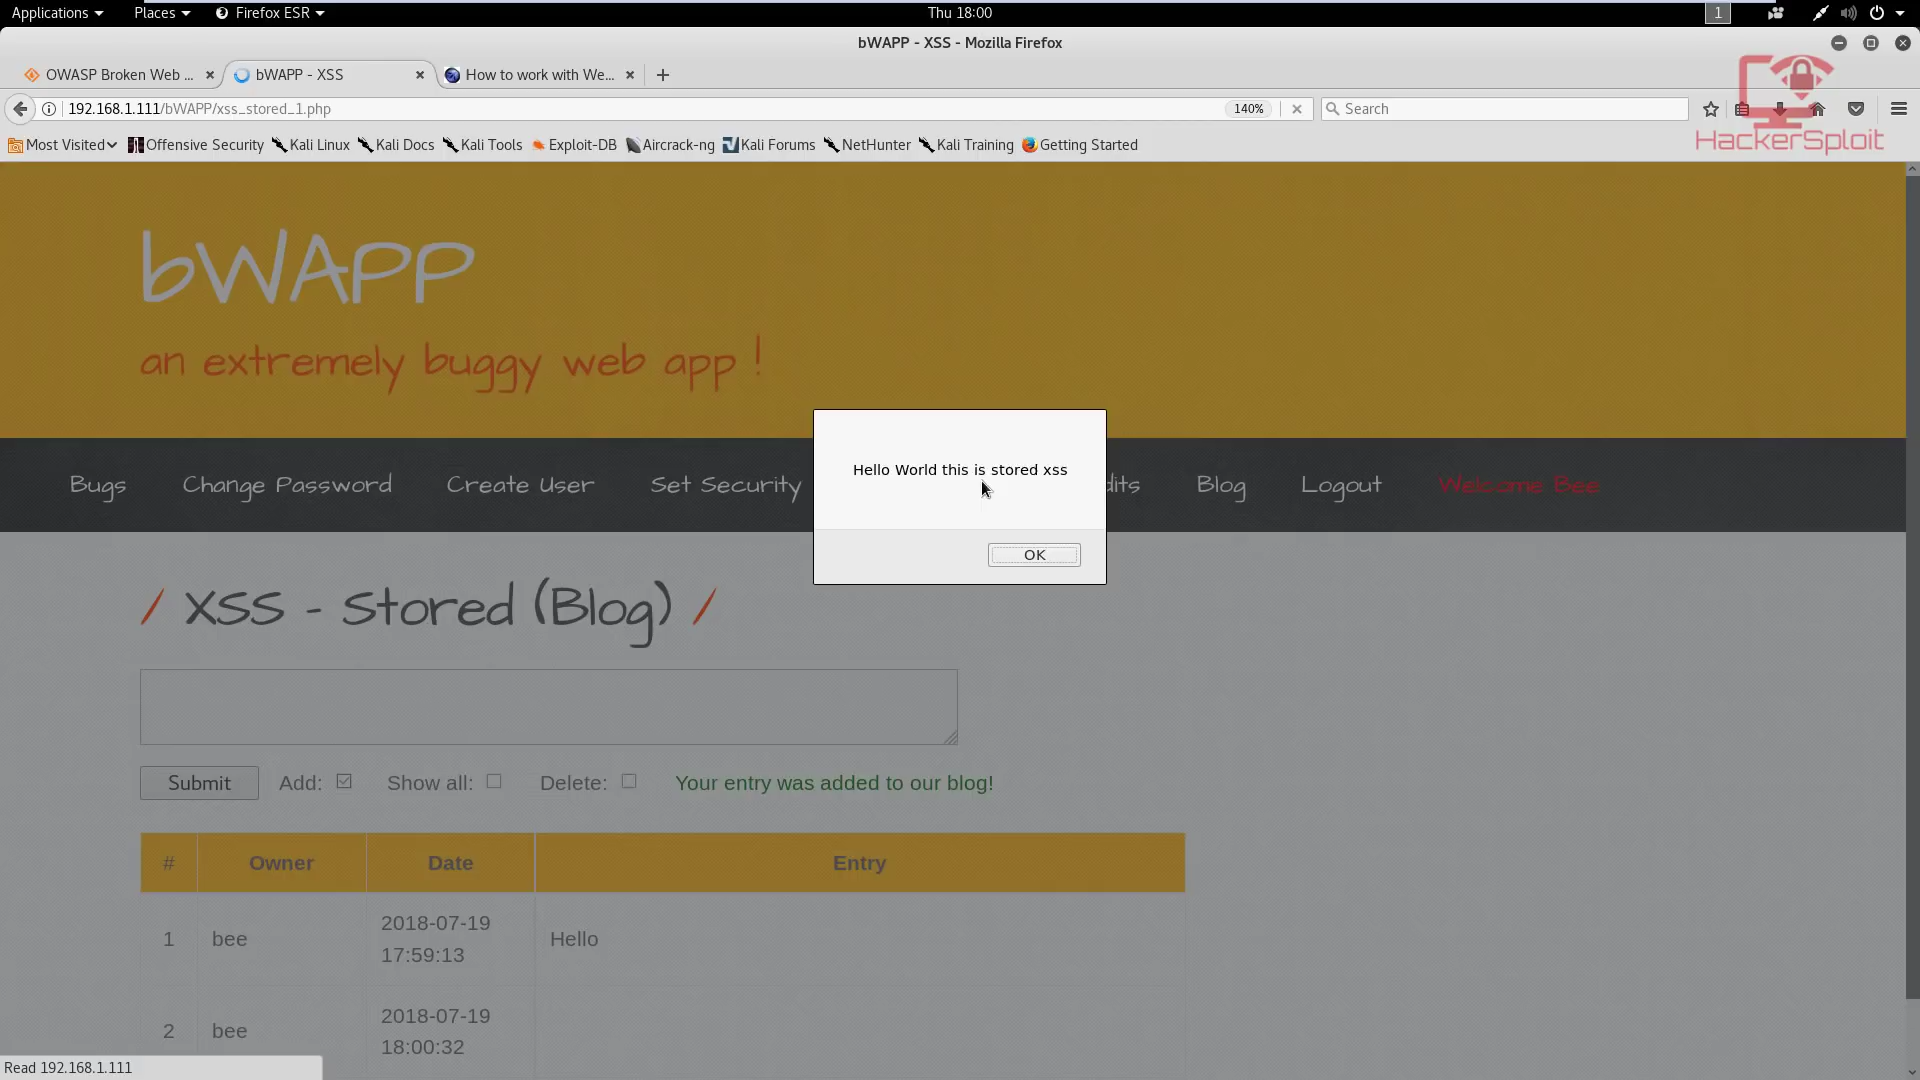 Applications Places Firefox ESR Thu 18:00 1
bWAPP - XSS - Mozilla Firefox
OWASP Broken Web ... bWAPP - XSS How to work with We...
192.168.1.111/bWAPP/xss_stored_1.php 140% Search
HackerSploit
Most Visited Offensive Security Kali Linux Kali Docs Kali Tools Exploit-DB Aircrack-ng Kali Forums NetHunter Kali Training Getting Started
bWAPP
an extremely buggy web app !
Hello World this is stored xss
OK
Bugs Change Password Create User Set Security dits Blog Logout Welcome Bee
/ XSS - Stored (Blog) /
Submit Add: Show all: Delete: Your entry was added to our blog!
# Owner Date Entry
1 bee 2018-07-19 Hello
17:59:13
2 bee 2018-07-19
18:00:32
Read 192.168.1.111